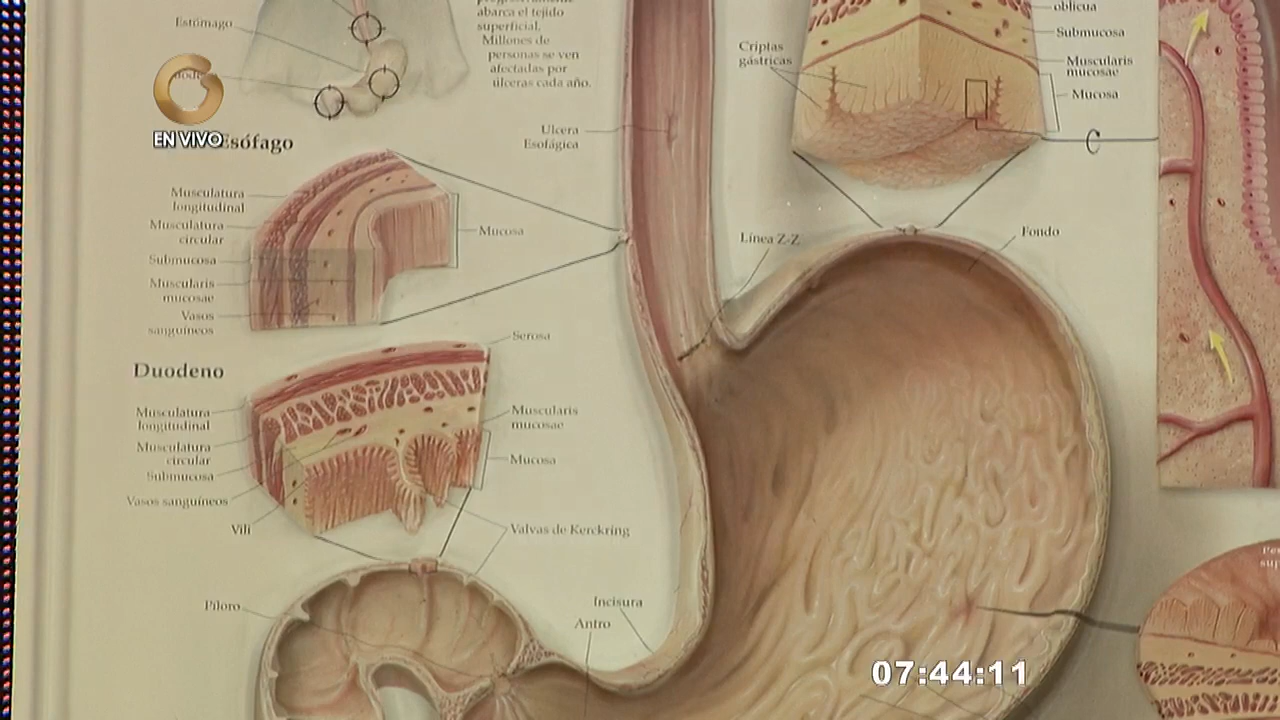 Estómago
abarca el tejido
superficial.
Millones de
personas se ven
afectadas por
úlceras cada año.
EN VIVO
Esófago
Musculatura
longitudinal
Musculatura
circular
Submucosa
Muscularis
mucosae
Vasos
sanguíneos
Mucosa
Ulcera
Esofágica
Criptas
gástricas
oblicua
Submucosa
Muscularis
mucosae
Mucosa
C
Línea Z-Z
Fondo
Duodeno
Serosa
Musculatura
longitudinal
Musculatura
circular
Submucosa
Vasos sanguíneos
Vili
Muscularis
mucosae
Mucosa
Valvas de Kerckring
Píloro
Incisura
Antro
07:44:11